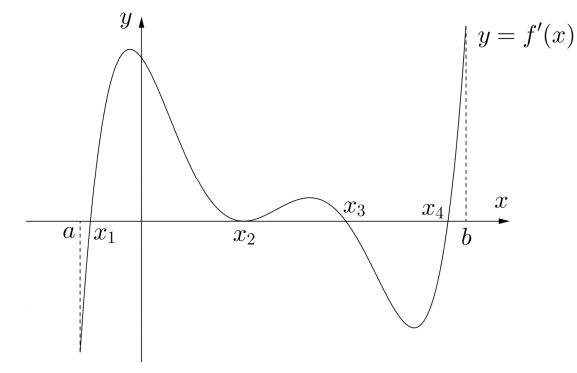 y
y = f′(x)
x
x₃
x₄
a
x₁
x₂
b